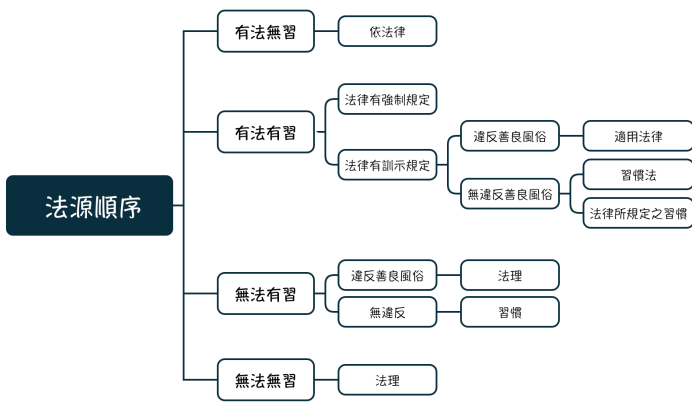 法源順序
有法無習
依法律
有法有習
法律有強制規定
法律有訓示規定
違反善良風俗
適用法律
無違反善良風俗
習慣法
法律所規定之習慣
無法有習
違反善良風俗
法理
無違反
習慣
無法無習
法理